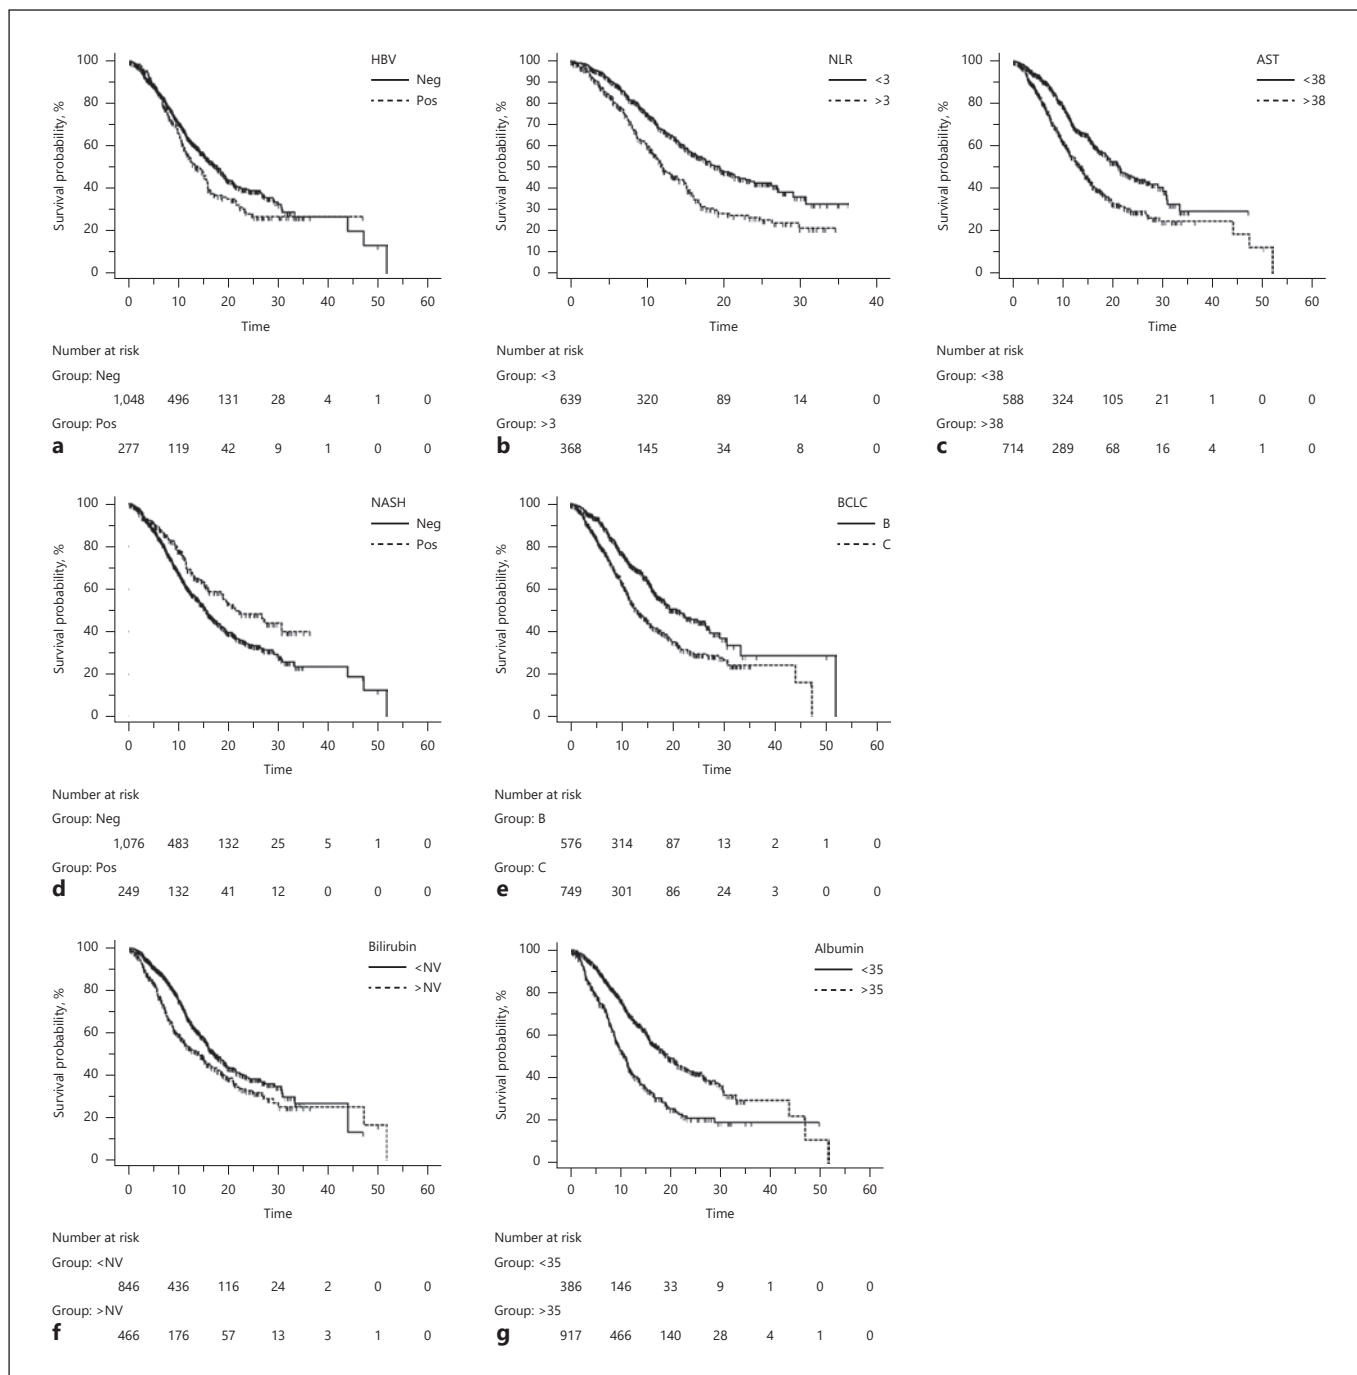 HBV
Neg
Pos
Survival probability, %
100
80
60
40
20
0
0 10 20 30 40 50 60
Time
Number at risk
Group: Neg
1,048 496 131 28 4 1 0
Group: Pos
277 119 42 9 1 0 0
a
NLR
<3
>3
Survival probability, %
100
90
80
70
60
50
40
30
20
10
0
0 10 20 30 40
Time
Number at risk
Group: <3
639 320 89 14 0
Group: >3
368 145 34 8 0
b
AST
<38
>38
Survival probability, %
100
80
60
40
20
0
0 10 20 30 40 50 60
Time
Number at risk
Group: <38
588 324 105 21 1 0 0
Group: >38
714 289 68 16 4 1 0
c
NASH
Neg
Pos
Survival probability, %
100
80
60
40
20
0
0 10 20 30 40 50 60
Time
Number at risk
Group: Neg
1,076 483 132 25 5 1 0
Group: Pos
249 132 41 12 0 0 0
d
BCLC
B
C
Survival probability, %
100
80
60
40
20
0
0 10 20 30 40 50 60
Time
Number at risk
Group: B
576 314 87 13 2 1 0
Group: C
749 301 86 24 3 0 0
e
Bilirubin
<NV
>NV
Survival probability, %
100
80
60
40
20
0
0 10 20 30 40 50 60
Time
Number at risk
Group: <NV
846 436 116 24 2 0 0
Group: >NV
466 176 57 13 3 1 0
f
Albumin
<35
>35
Survival probability, %
100
80
60
40
20
0
0 10 20 30 40 50 60
Time
Number at risk
Group: <35
386 146 33 9 1 0 0
Group: >35
917 466 140 28 4 1 0
g